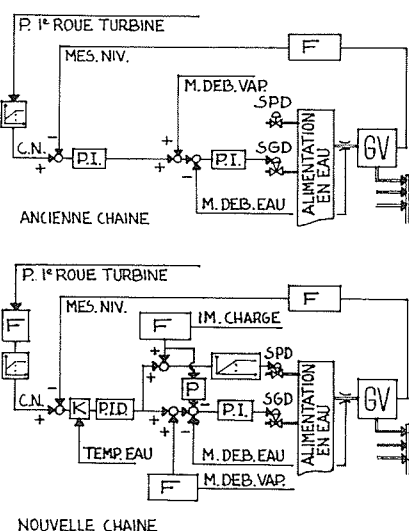 P. 1e ROUE TURBINE
F
MES. NIV.
M. DEB. VAP.
SPD
C.N.
P.I.
P.I.
SGD
ALIMENTATION EN EAU
GV
M. DEB. EAU
ANCIENNE CHAINE
P. 1e ROUE TURBINE
F
F
MES. NIV.
F
IM. CHARGE
SPD
P
C.N.
K
P.I.D.
P.I.
SGD
ALIMENTATION EN EAU
GV
TEMP. EAU
M. DEB. EAU
F
M. DEB. VAP.
NOUVELLE CHAINE